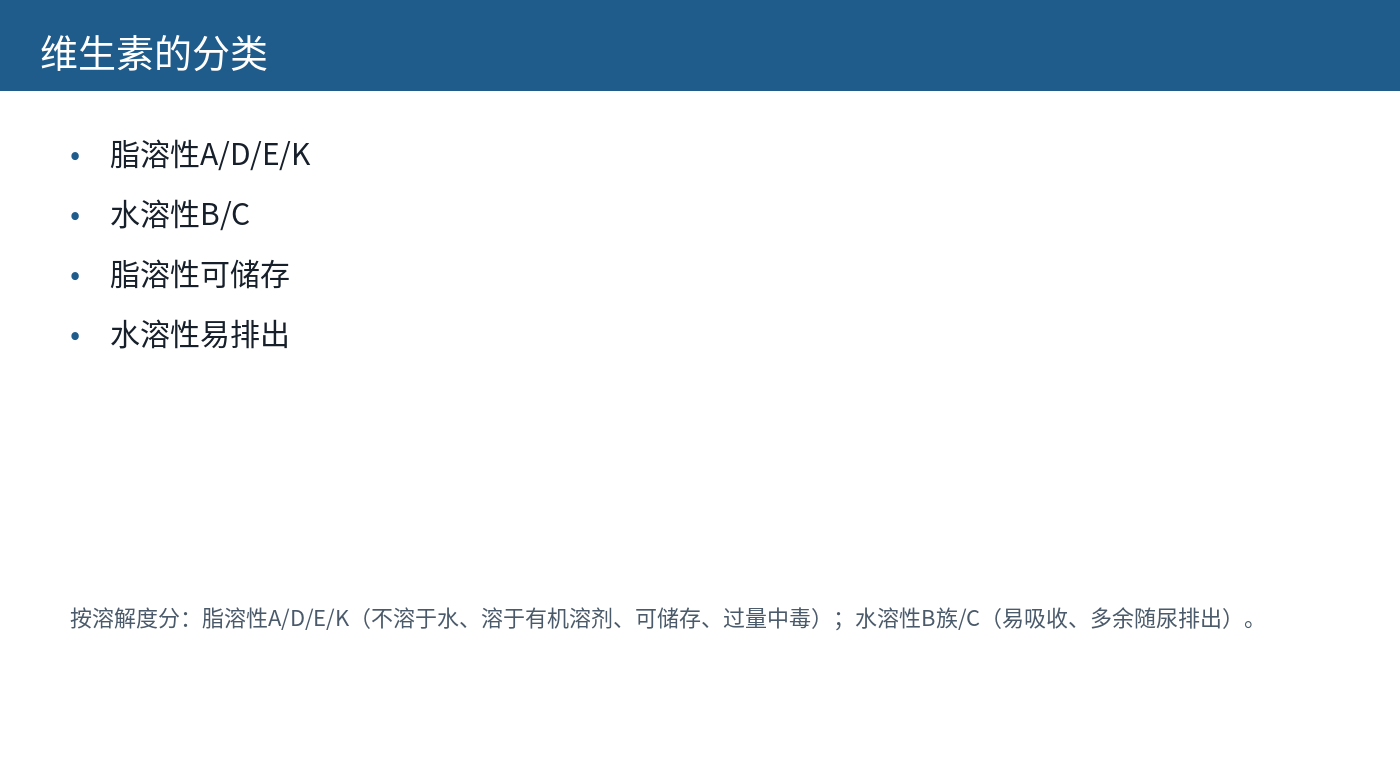 维生素的分类
• 脂溶性A/D/E/K
• 水溶性B/C
• 脂溶性可储存
• 水溶性易排出
按溶解度分：脂溶性A/D/E/K（不溶于水、溶于有机溶剂、可储存、过量中毒）；水溶性B族/C（易吸收、多余随尿排出）。